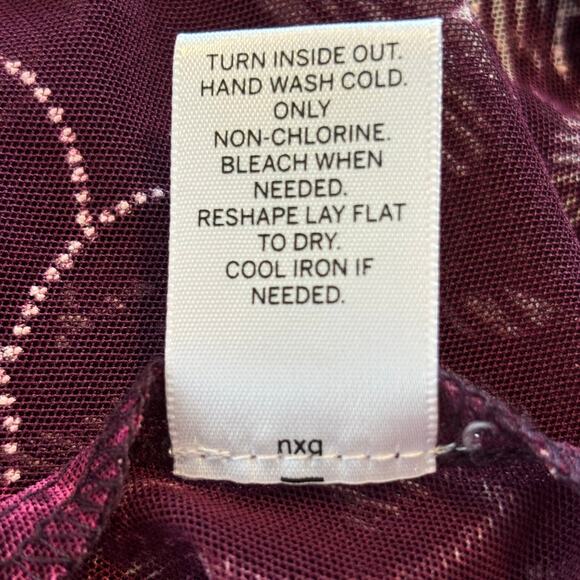 TURN INSIDE OUT.
HAND WASH COLD.
ONLY
NON-CHLORINE.
BLEACH WHEN
NEEDED.
RESHAPE LAY FLAT
TO DRY.
COOL IRON IF
NEEDED.
nxq